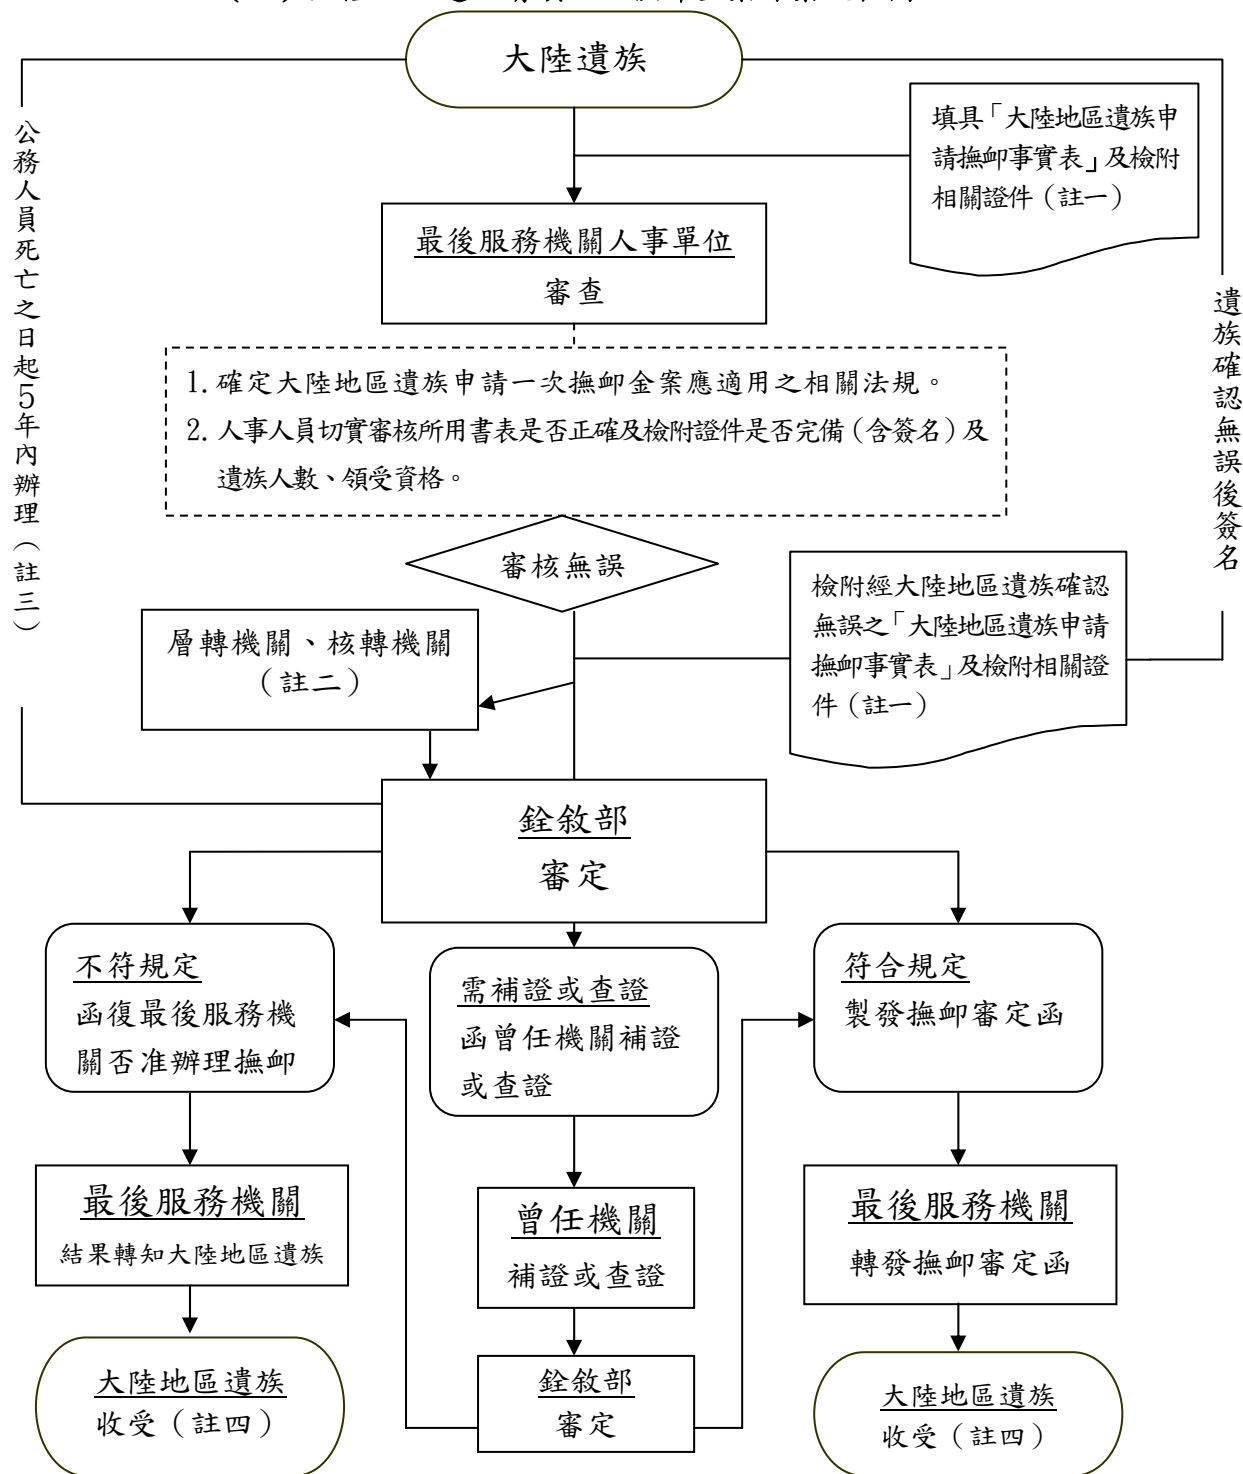 大陸遺族
公務人員死亡之日起5年內辦理（註三）
填具「大陸地區遺族申
請撫卹事實表」及檢附
相關證件（註一）
最後服務機關人事單位
審查
遺族確認無誤後簽名
1. 確定大陸地區遺族申請一次撫卹金案應適用之相關法規。
2. 人事人員切實審核所用書表是否正確及檢附證件是否完備（含簽名）及
遺族人數、領受資格。
審核無誤
檢附經大陸地區遺族確認
無誤之「大陸地區遺族申請
撫卹事實表」及檢附相關證
件（註一）
層轉機關、核轉機關
（註二）
銓敘部
審定
不符規定
函復最後服務機
關否准辦理撫卹
需補證或查證
函曾任機關補證
或查證
符合規定
製發撫卹審定函
最後服務機關
結果轉知大陸地區遺族
曾任機關
補證或查證
最後服務機關
轉發撫卹審定函
大陸地區遺族
收受（註四）
銓敘部
審定
大陸地區遺族
收受（註四）